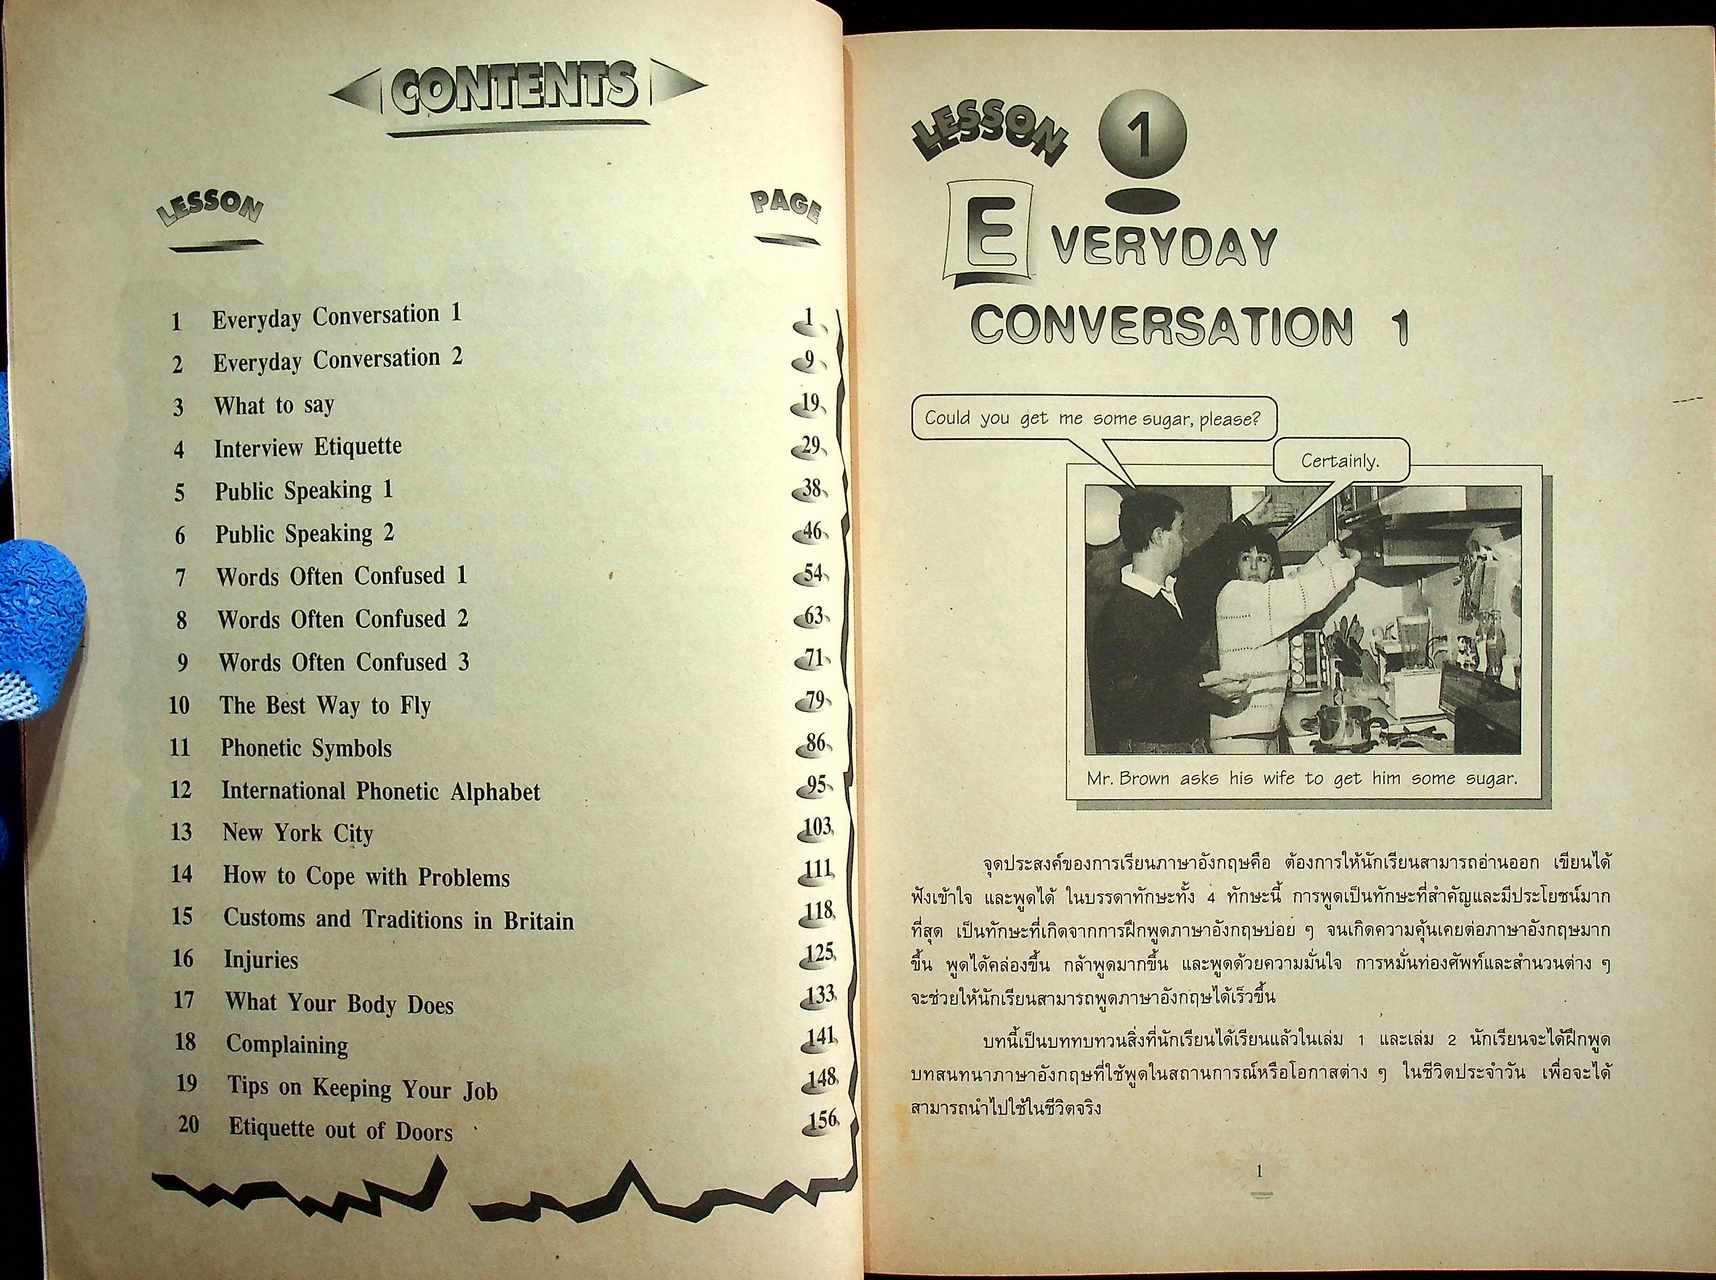 CONTENTS
LESSON PAGE
1 Everyday Conversation 1 1
2 Everyday Conversation 2 9
3 What to say 19
4 Interview Etiquette 29
5 Public Speaking 1 38
6 Public Speaking 2 46
7 Words Often Confused 1 54
8 Words Often Confused 2 63
9 Words Often Confused 3 71
10 The Best Way to Fly 79
11 Phonetic Symbols 86
12 International Phonetic Alphabet 95
13 New York City 103
14 How to Cope with Problems 111
15 Customs and Traditions in Britain 118
16 Injuries 125
17 What Your Body Does 133
18 Complaining 141
19 Tips on Keeping Your Job 148
20 Etiquette out of Doors 156
LESSON 1
EVERYDAY
CONVERSATION 1
Could you get me some sugar, please?
Certainly.
Mr. Brown asks his wife to get him some sugar.
จุดประสงค์ของการเรียนภาษาอังกฤษคือ ต้องการให้นักเรียนสามารถอ่านออก เขียนได้
ฟังเข้าใจ และพูดได้ ในบรรดาทักษะทั้ง 4 ทักษะนี้ การพูดเป็นทักษะที่สำคัญและมีประโยชน์มาก
ที่สุด เป็นทักษะที่เกิดจากการฝึกพูดภาษาอังกฤษบ่อย ๆ จนเกิดความคุ้นเคยต่อภาษาอังกฤษมาก
ขึ้น พูดได้คล่องขึ้น กล้าพูดมากขึ้น และพูดด้วยความมั่นใจ การหมั่นท่องศัพท์และสำนวนต่าง ๆ
จะช่วยให้นักเรียนสามารถพูดภาษาอังกฤษได้เร็วขึ้น
บทนี้เป็นบททบทวนสิ่งที่นักเรียนได้เรียนแล้วในเล่ม 1 และเล่ม 2 นักเรียนจะได้ฝึกพูด
บทสนทนาภาษาอังกฤษที่ใช้พูดในสถานการณ์หรือโอกาสต่าง ๆ ในชีวิตประจำวัน เพื่อจะได้
สามารถนำไปใช้ในชีวิตจริง
1